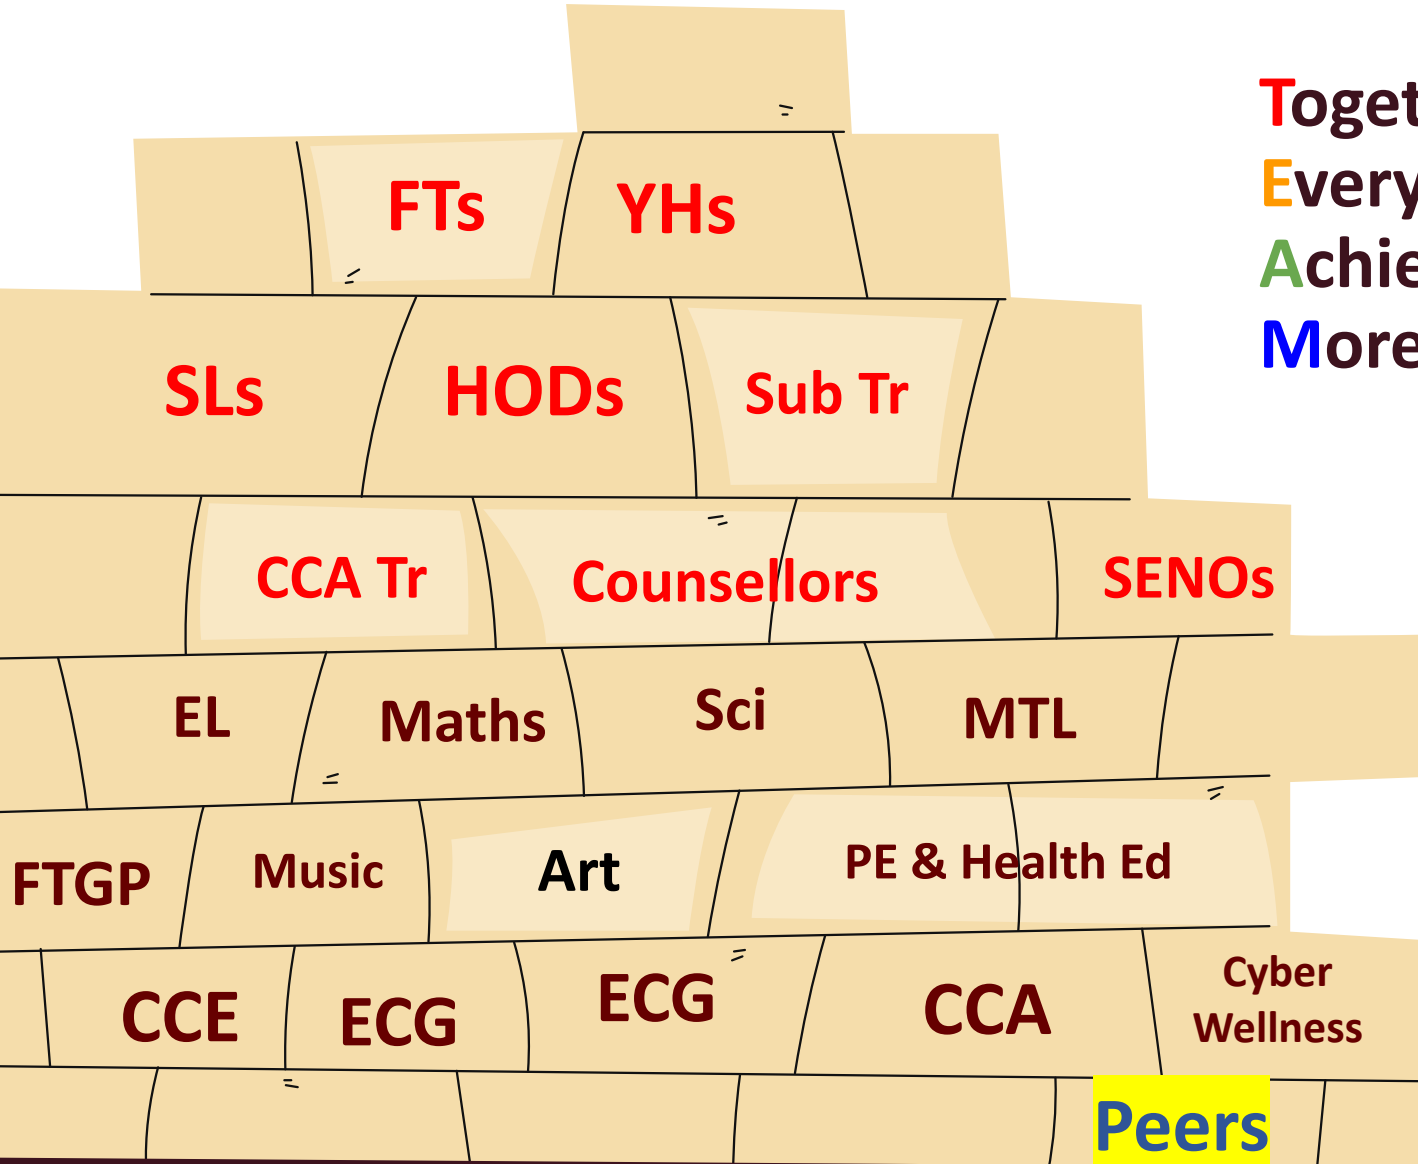 Toget
Every
Achie
More
FTs YHs
SLs HODs Sub Tr
CCA Tr Counsellors SENOs
EL Maths Sci MTL
FTGP Music Art PE & Health Ed
CCE ECG ECG CCA Cyber
Wellness
Peers